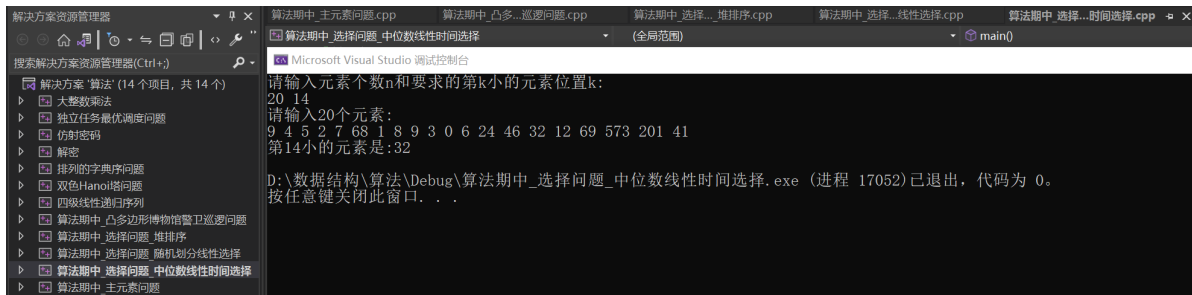 解决方案资源管理器
算法期中_主元素问题.cpp
算法期中_凸多...巡逻问题.cpp
算法期中_选择..._堆排序.cpp
算法期中_选择...线性选择.cpp
算法期中_选择...时间选择.cpp
算法期中_选择问题_中位数线性时间选择
(全局范围)
main()
搜索解决方案资源管理器(Ctrl+;)
解决方案 '算法' (14 个项目，共 14 个)
大整数乘法
独立任务最优调度问题
仿射密码
解密
排列的字典序问题
双色Hanoi塔问题
四级线性递归序列
算法期中_凸多边形博物馆警卫巡逻问题
算法期中_选择问题_堆排序
算法期中_选择问题_随机划分线性选择
算法期中_选择问题_中位数线性时间选择
算法期中_主元素问题
Microsoft Visual Studio 调试控制台
请输入元素个数n和要求的第k小的元素位置k:
20 14
请输入20个元素:
9 4 5 2 7 68 1 8 9 3 0 6 24 46 32 12 69 573 201 41
第14小的元素是:32
D:\数据结构\算法\Debug\算法期中_选择问题_中位数线性时间选择.exe (进程 17052)已退出，代码为 0。
按任意键关闭此窗口. . .